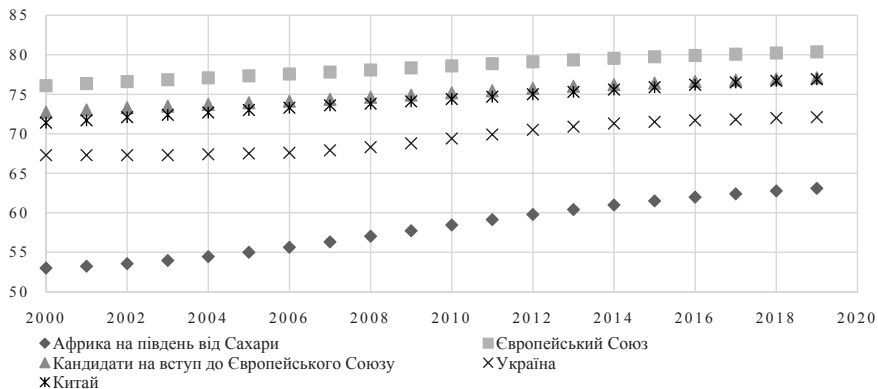 85
80
75
70
65
60
55
50
2000 2002 2004 2006 2008 2010 2012 2014 2016 2018 2020
Африка на південь від Сахари Європейський Союз
Кандидати на вступ до Європейського Союзу Україна
Китай